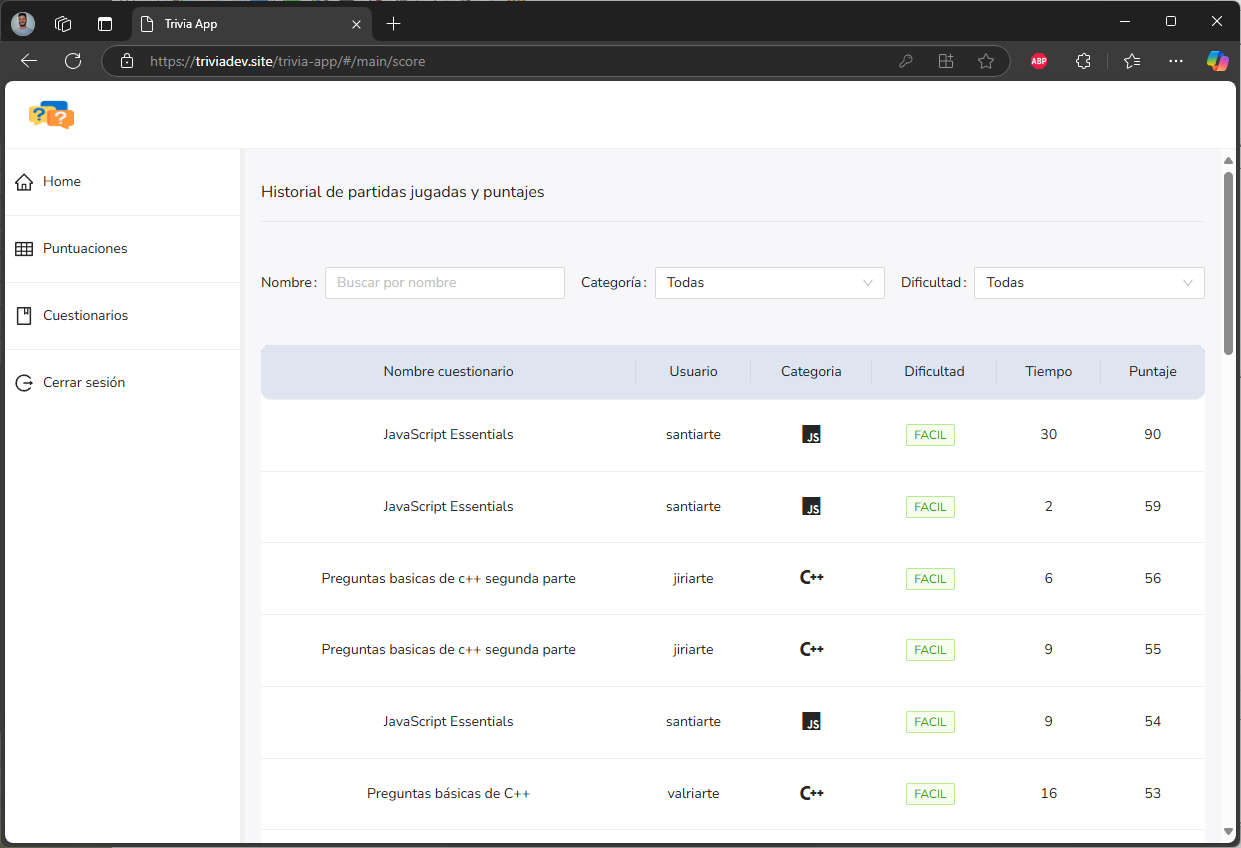 Trivia App
https://triviadev.site/trivia-app/#/main/score
ABP
? ?
Home
Puntuaciones
Cuestionarios
Cerrar sesión
Historial de partidas jugadas y puntajes
Nombre: Buscar por nombre Categoría: Todas Dificultad: Todas
Nombre cuestionario Usuario Categoria Dificultad Tiempo Puntaje
JavaScript Essentials santiarte JS FACIL 30 90
JavaScript Essentials santiarte JS FACIL 2 59
Preguntas basicas de c++ segunda parte jiriarte C++ FACIL 6 56
Preguntas basicas de c++ segunda parte jiriarte C++ FACIL 9 55
JavaScript Essentials santiarte JS FACIL 9 54
Preguntas básicas de C++ valriarte C++ FACIL 16 53